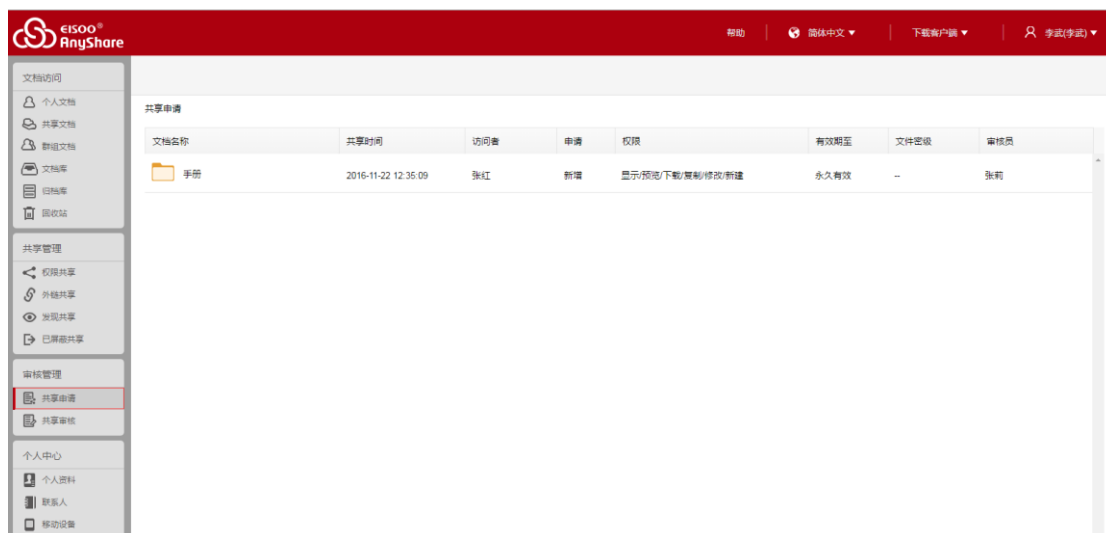 EISOO®
AnyShare
帮助 简体中文 下载客户端 李武(李武)
文档访问
个人文档
共享文档
群组文档
文档库
归档库
回收站
共享管理
权限共享
外链共享
发现共享
已屏蔽共享
审核管理
共享申请
共享审核
个人中心
个人资料
联系人
移动设备
共享申请
文档名称 共享时间 访问者 申请 权限 有效期至 文件密级 审核员
手册 2016-11-22 12:35:09 张红 新增 显示/预览/下载/复制/修改/新建 永久有效 -- 张莉